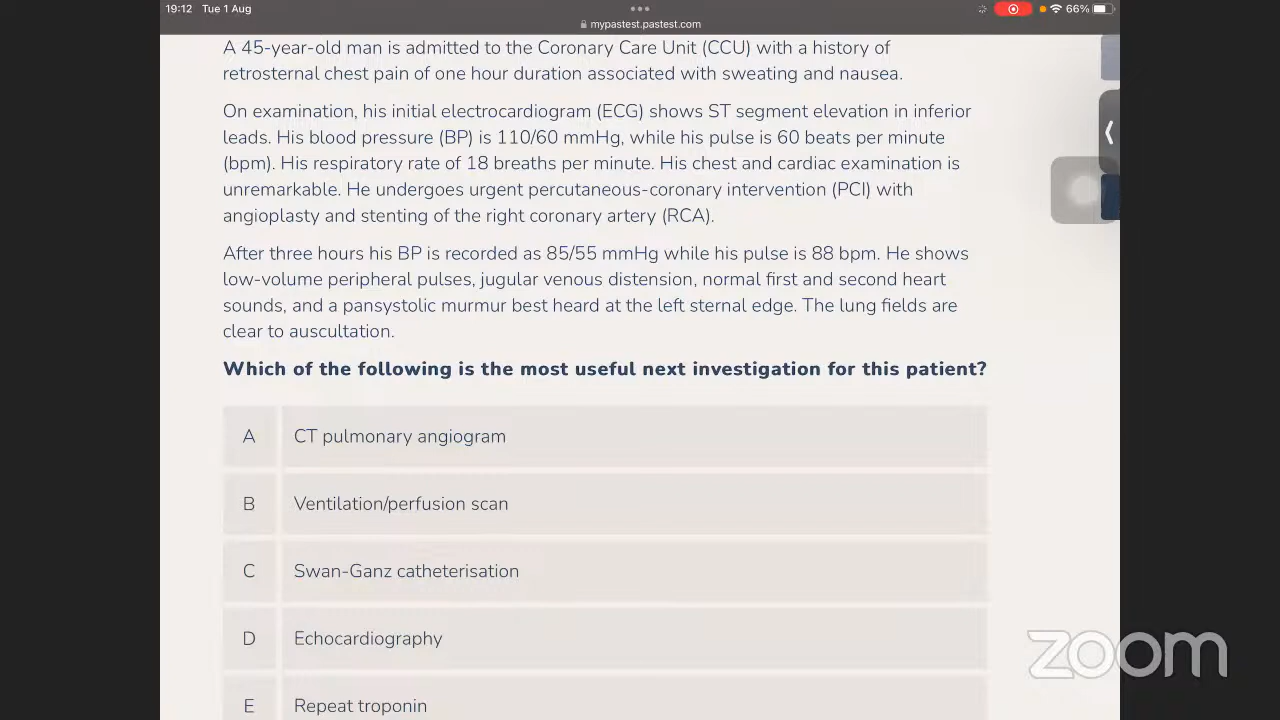 19:12 Tue 1 Aug
66%
mypastest.pastest.com
A 45-year-old man is admitted to the Coronary Care Unit (CCU) with a history of
retrosternal chest pain of one hour duration associated with sweating and nausea.
On examination, his initial electrocardiogram (ECG) shows ST segment elevation in inferior
leads. His blood pressure (BP) is 110/60 mmHg, while his pulse is 60 beats per minute
(bpm). His respiratory rate of 18 breaths per minute. His chest and cardiac examination is
unremarkable. He undergoes urgent percutaneous-coronary intervention (PCI) with
angioplasty and stenting of the right coronary artery (RCA).
After three hours his BP is recorded as 85/55 mmHg while his pulse is 88 bpm. He shows
low-volume peripheral pulses, jugular venous distension, normal first and second heart
sounds, and a pansystolic murmur best heard at the left sternal edge. The lung fields are
clear to auscultation.
Which of the following is the most useful next investigation for this patient?
A CT pulmonary angiogram
B Ventilation/perfusion scan
C Swan-Ganz catheterisation
D Echocardiography
E Repeat troponin
zoom